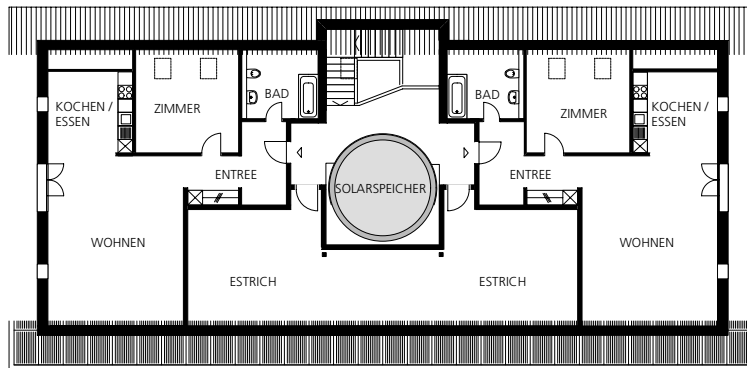 KOCHEN /
ESSEN
ZIMMER
BAD
BAD
ZIMMER
KOCHEN /
ESSEN
ENTREE
SOLARSPEICHER
ENTREE
WOHNEN
WOHNEN
ESTRICH
ESTRICH